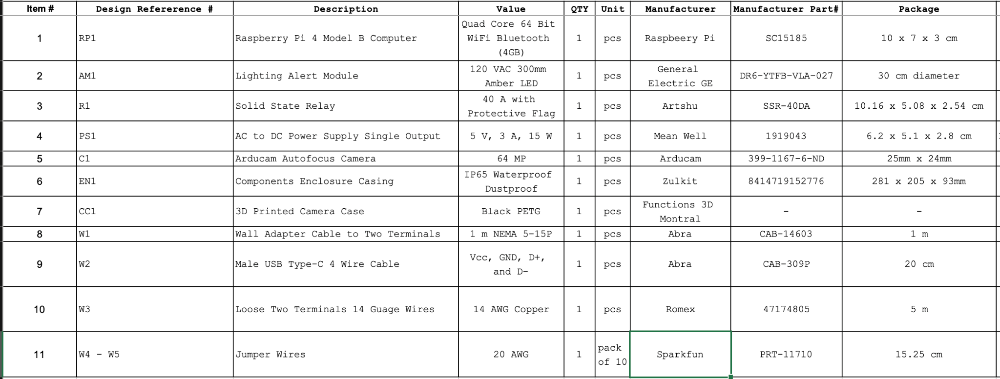 Item # Design Refererence # Description Value QTY Unit Manufacturer Manufacturer Part# Package
1 RP1 Raspberry Pi 4 Model B Computer Quad Core 64 Bit WiFi Bluetooth (4GB) 1 pcs Raspbeery Pi SC15185 10 x 7 x 3 cm
2 AM1 Lighting Alert Module 120 VAC 300mm Amber LED 1 pcs General Electric GE DR6-YTFB-VLA-027 30 cm diameter
3 R1 Solid State Relay 40 A with Protective Flag 1 pcs Artshu SSR-40DA 10.16 x 5.08 x 2.54 cm
4 PS1 AC to DC Power Supply Single Output 5 V, 3 A, 15 W 1 pcs Mean Well 1919043 6.2 x 5.1 x 2.8 cm
5 C1 Arducam Autofocus Camera 64 MP 1 pcs Arducam 399-1167-6-ND 25mm x 24mm
6 EN1 Components Enclosure Casing IP65 Waterproof Dustproof 1 pcs Zulkit 8414719152776 281 x 205 x 93mm
7 CC1 3D Printed Camera Case Black PETG 1 pcs Functions 3D Montral - -
8 W1 Wall Adapter Cable to Two Terminals 1 m NEMA 5-15P 1 pcs Abra CAB-14603 1 m
9 W2 Male USB Type-C 4 Wire Cable Vcc, GND, D+, and D- 1 pcs Abra CAB-309P 20 cm
10 W3 Loose Two Terminals 14 Guage Wires 14 AWG Copper 1 pcs Romex 47174805 5 m
11 W4 - W5 Jumper Wires 20 AWG 1 pack of 10 Sparkfun PRT-11710 15.25 cm